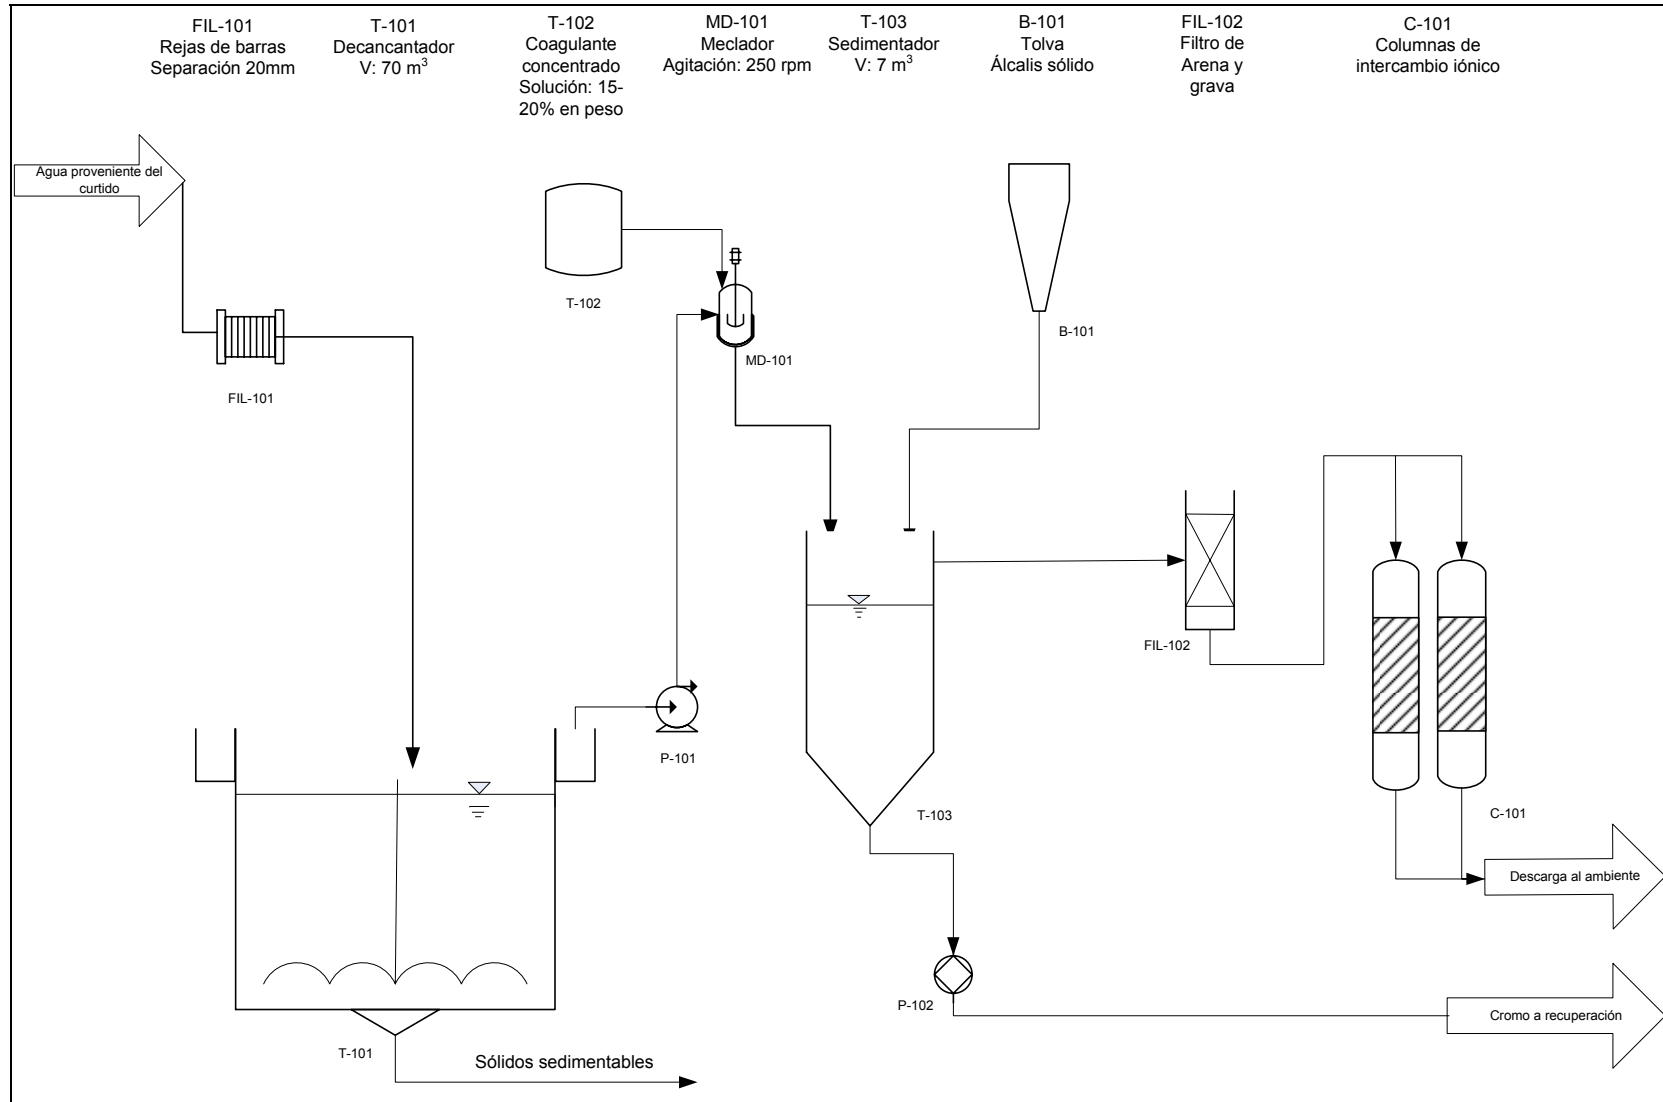 FIL-101
Rejas de barras
Separación 20mm
T-101
Decancantador
V: 70 m³
T-102
Coagulante
concentrado
Solución: 15-
20% en peso
MD-101
Meclador
Agitación: 250 rpm
T-103
Sedimentador
V: 7 m³
B-101
Tolva
Álcalis sólido
FIL-102
Filtro de
Arena y
grava
C-101
Columnas de
intercambio iónico
Agua proveniente del
curtido
T-102
B-101
MD-101
FIL-101
FIL-102
P-101
T-103
C-101
Descarga al ambiente
P-102
Cromo a recuperación
T-101
Sólidos sedimentables